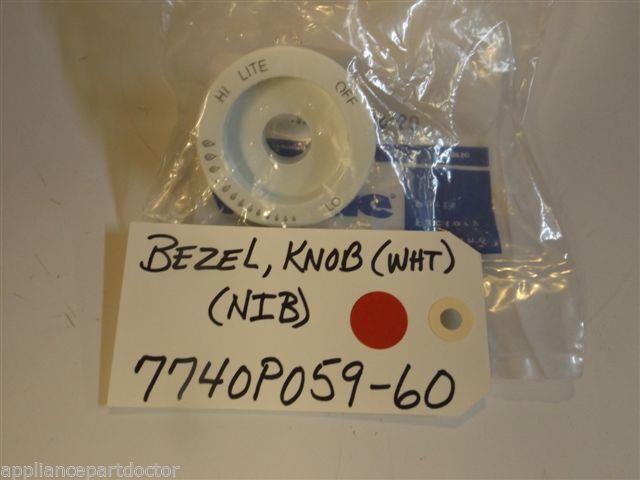 HI LITE OFF
LO
BEZEL, KNOB (WHT)
(NIB)
7740P059-60
appliancepartdoctor